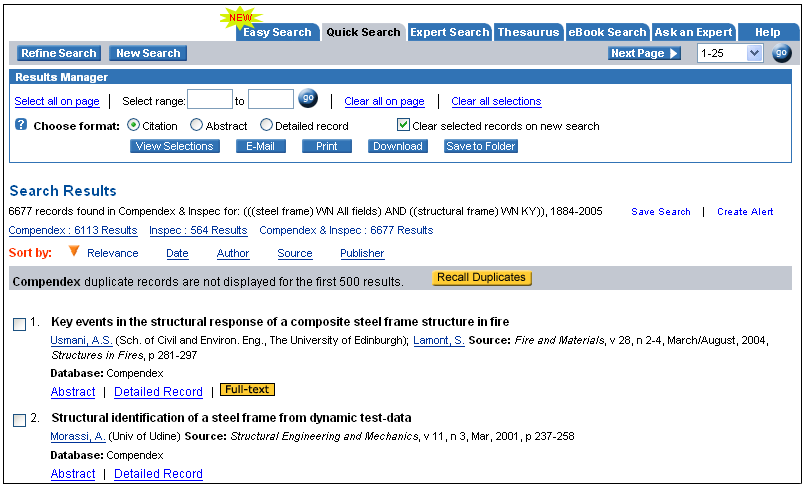 NEW
Easy Search Quick Search Expert Search Thesaurus eBook Search Ask an Expert Help
Refine Search New Search Next Page 1-25 go
Results Manager
Select all on page | Select range: to go | Clear all on page | Clear all selections
? Choose format: Citation Abstract Detailed record Clear selected records on new search
View Selections E-Mail Print Download Save to Folder
Search Results
6677 records found in Compendex & Inspec for: (((steel frame) WN All fields) AND ((structural frame) WN KY)), 1884-2005 Save Search | Create Alert
Compendex : 6113 Results Inspec : 564 Results Compendex & Inspec : 6677 Results
Sort by: Relevance Date Author Source Publisher
Compendex duplicate records are not displayed for the first 500 results. Recall Duplicates
1. Key events in the structural response of a composite steel frame structure in fire
Usmani, A.S. (Sch. of Civil and Environ. Eng., The University of Edinburgh); Lamont, S. Source: Fire and Materials, v 28, n 2-4, March/August, 2004,
Structures in Fires, p 281-297
Database: Compendex
Abstract | Detailed Record | Full-text
2. Structural identification of a steel frame from dynamic test-data
Morassi, A. (Univ of Udine) Source: Structural Engineering and Mechanics, v 11, n 3, Mar, 2001, p 237-258
Database: Compendex
Abstract | Detailed Record